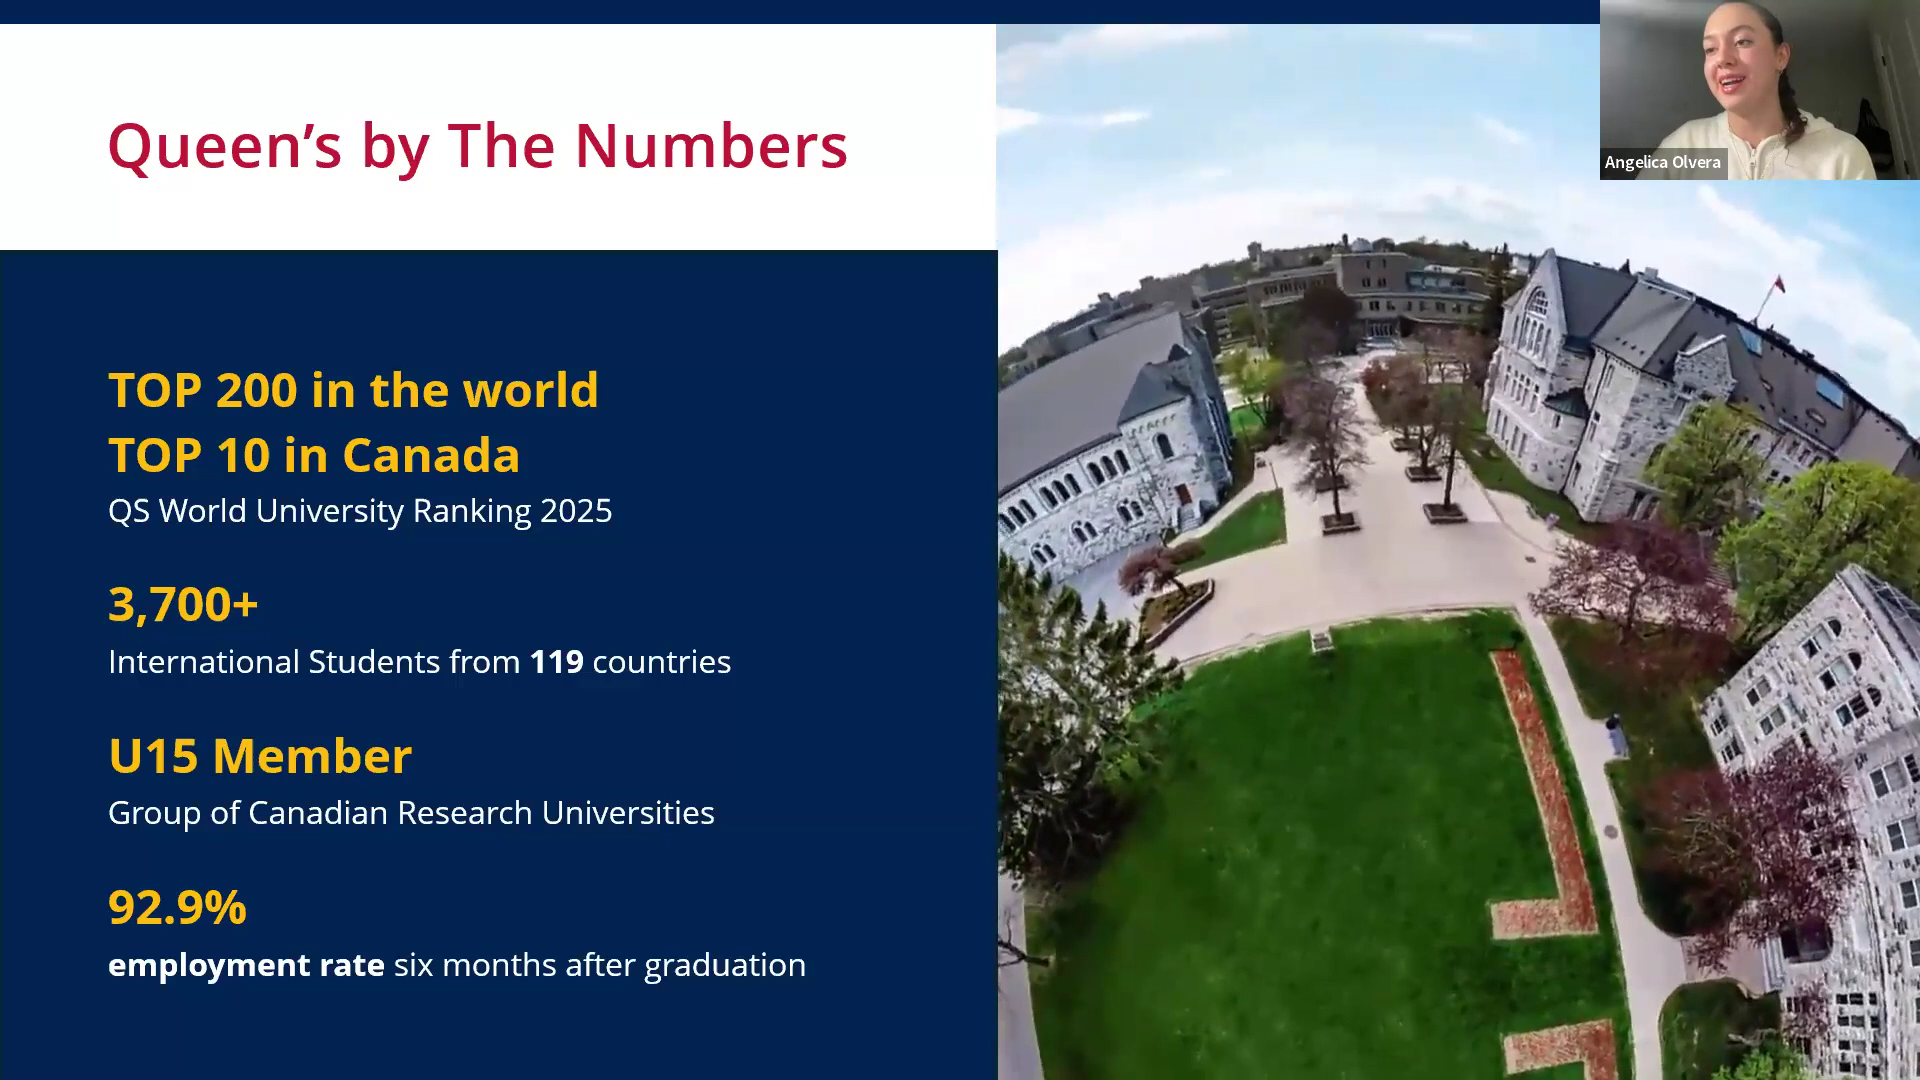 Queen’s by The Numbers
TOP 200 in the world
TOP 10 in Canada
QS World University Ranking 2025
3,700+
International Students from 119 countries
U15 Member
Group of Canadian Research Universities
92.9%
employment rate six months after graduation
Angelica Olvera